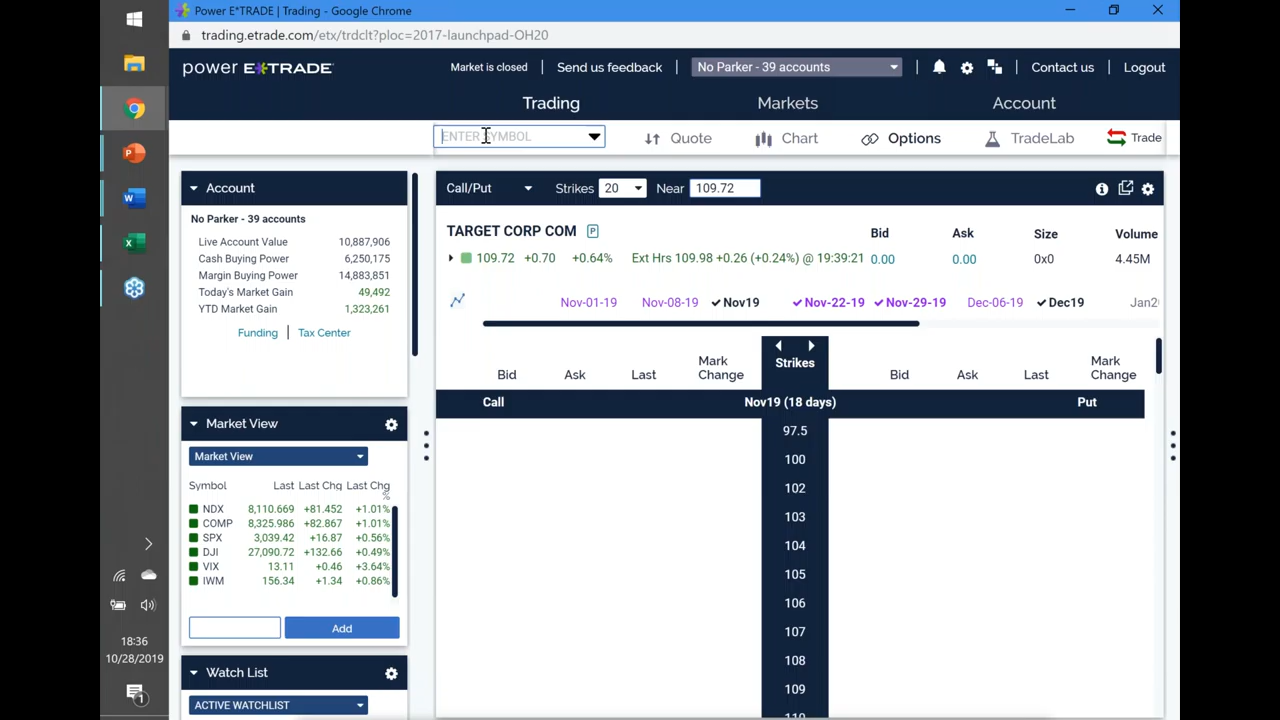 Power E*TRADE | Trading - Google Chrome
trading.etrade.com/etx/trdclt?ploc=2017-launchpad-OH20
power E*TRADE
Market is closed
Send us feedback
No Parker - 39 accounts
Contact us
Logout
Trading
Markets
Account
ENTER SYMBOL
Quote
Chart
Options
TradeLab
Trade
Account
No Parker - 39 accounts
Live Account Value 10,887,906
Cash Buying Power 6,250,175
Margin Buying Power 14,883,851
Today's Market Gain 49,492
YTD Market Gain 1,323,261
Funding | Tax Center
Market View
Market View
Symbol Last Last Chg Last Chg %
NDX 8,110.669 +81.452 +1.01%
COMP 8,325.986 +82.867 +1.01%
SPX 3,039.42 +16.87 +0.56%
DJI 27,090.72 +132.66 +0.49%
VIX 13.11 +0.46 +3.64%
IWM 156.34 +1.34 +0.86%
Add
Watch List
ACTIVE WATCHLIST
Call/Put Strikes 20 Near 109.72
TARGET CORP COM P
Bid Ask Size Volume
109.72 +0.70 +0.64% Ext Hrs 109.98 +0.26 (+0.24%) @ 19:39:21 0.00 0.00 0x0 4.45M
Nov-01-19 Nov-08-19 Nov19 Nov-22-19 Nov-29-19 Dec-06-19 Dec19 Jan2
Bid Ask Last Mark Change Strikes Bid Ask Last Mark Change
Call Nov19 (18 days) Put
97.5
100
102
103
104
105
106
107
108
109
110
18:36
10/28/2019
1